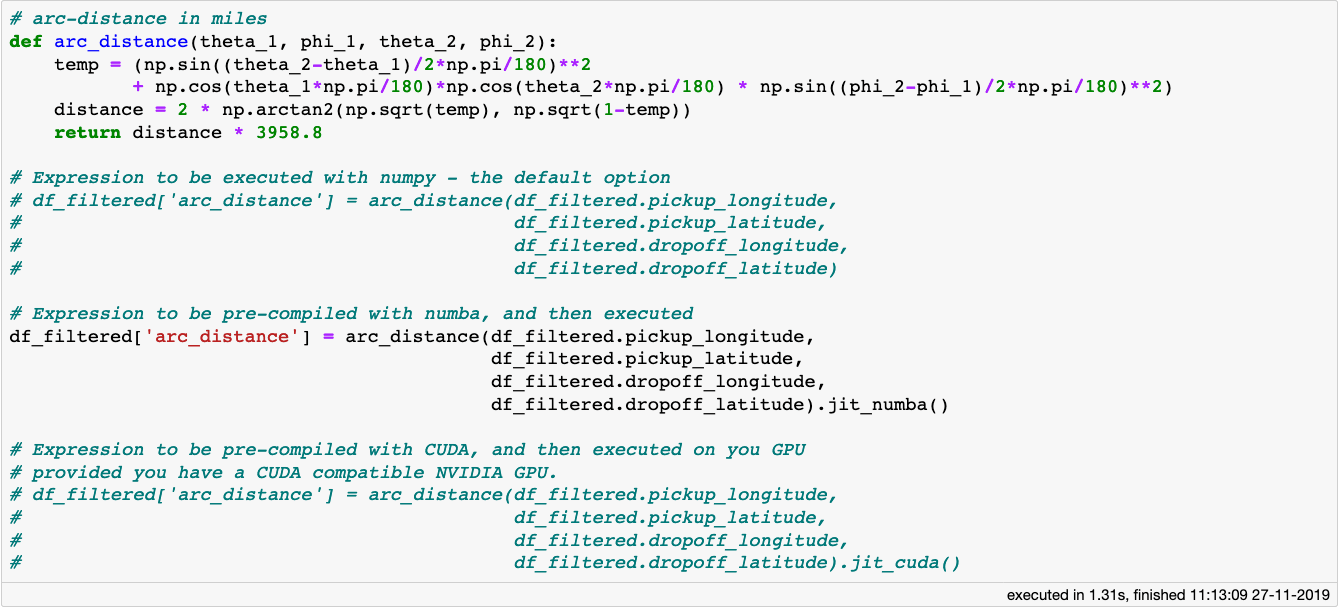 # arc-distance in miles
def arc_distance(theta_1, phi_1, theta_2, phi_2):
    temp = (np.sin((theta_2-theta_1)/2*np.pi/180)**2
           + np.cos(theta_1*np.pi/180)*np.cos(theta_2*np.pi/180) * np.sin((phi_2-phi_1)/2*np.pi/180)**2)
    distance = 2 * np.arctan2(np.sqrt(temp), np.sqrt(1-temp))
    return distance * 3958.8

# Expression to be executed with numpy - the default option
# df_filtered['arc_distance'] = arc_distance(df_filtered.pickup_longitude,
#                                            df_filtered.pickup_latitude,
#                                            df_filtered.dropoff_longitude,
#                                            df_filtered.dropoff_latitude)

# Expression to be pre-compiled with numba, and then executed
df_filtered['arc_distance'] = arc_distance(df_filtered.pickup_longitude,
                                           df_filtered.pickup_latitude,
                                           df_filtered.dropoff_longitude,
                                           df_filtered.dropoff_latitude).jit_numba()

# Expression to be pre-compiled with CUDA, and then executed on you GPU
# provided you have a CUDA compatible NVIDIA GPU.
# df_filtered['arc_distance'] = arc_distance(df_filtered.pickup_longitude,
#                                            df_filtered.pickup_latitude,
#                                            df_filtered.dropoff_longitude,
#                                            df_filtered.dropoff_latitude).jit_cuda()
executed in 1.31s, finished 11:13:09 27-11-2019